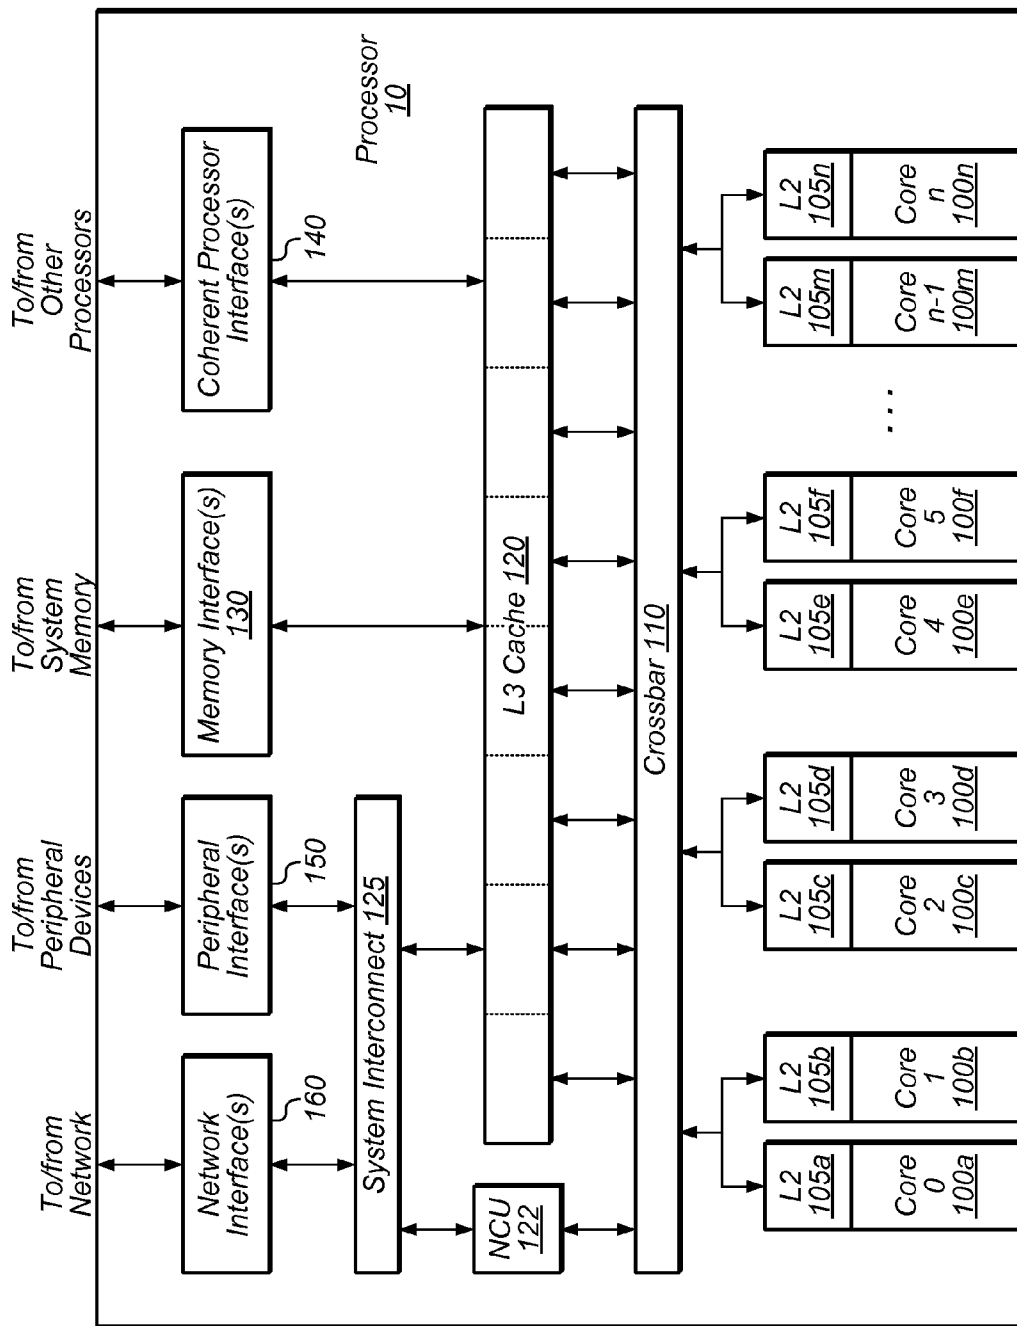 To/from
Network
To/from
Peripheral
Devices
To/from
System
Memory
To/from
Other
Processors
Network
Interface(s)
160
Peripheral
Interface(s)
150
Memory Interface(s)
130
Coherent Processor
Interface(s)
140
Processor
10
System Interconnect 125
NCU
122
L3 Cache 120
Crossbar 110
L2
105a
Core
0
100a
L2
105b
Core
1
100b
L2
105c
Core
2
100c
L2
105d
Core
3
100d
L2
105e
Core
4
100e
L2
105f
Core
5
100f
...
L2
105m
Core
n-1
100m
L2
105n
Core
n
100n